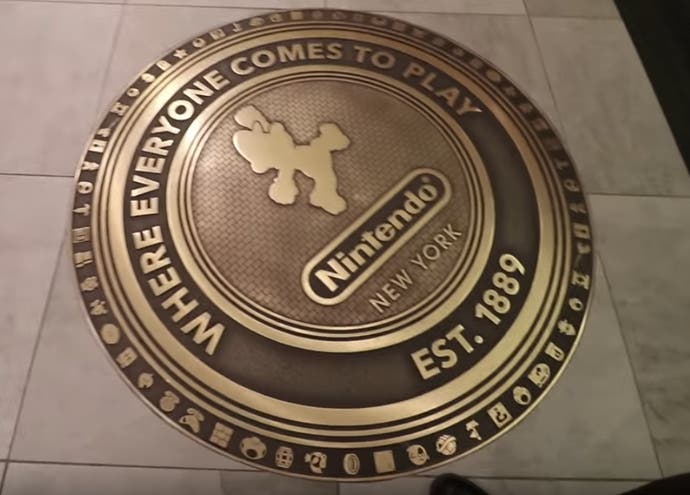 WHERE EVERYONE COMES TO PLAY
Nintendo®
NEW YORK
EST. 1889